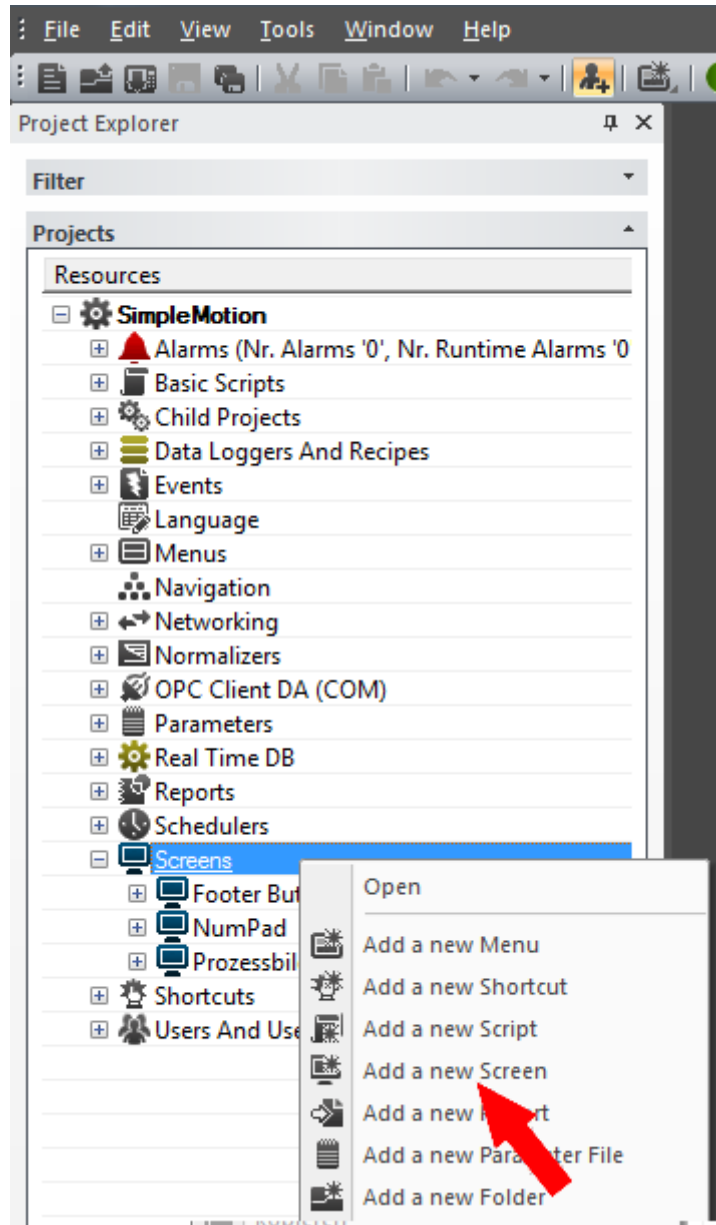 File Edit View Tools Window Help
Project Explorer
Filter
Projects
Resources
SimpleMotion
Alarms (Nr. Alarms '0', Nr. Runtime Alarms '0
Basic Scripts
Child Projects
Data Loggers And Recipes
Events
Language
Menus
Navigation
Networking
Normalizers
OPC Client DA (COM)
Parameters
Real Time DB
Reports
Schedulers
Screens
Footer But
NumPad
Prozessbil
Shortcuts
Users And Use
Open
Add a new Menu
Add a new Shortcut
Add a new Script
Add a new Screen
Add a new
Add a new File
Add a new Folder